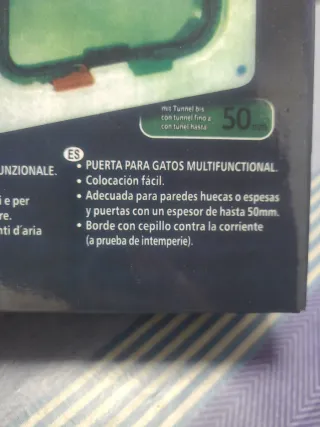 mit Tunnel bis
con tunnel fino a
con túnel hasta
50mm
ES
UNZIONALE.
i e per
re.
nti d'aria
• PUERTA PARA GATOS MULTIFUNCTIONAL.
• Colocación fácil.
• Adecuada para paredes huecas o espesas
y puertas con un espesor de hasta 50mm.
• Borde con cepillo contra la corriente
(a prueba de intemperie).